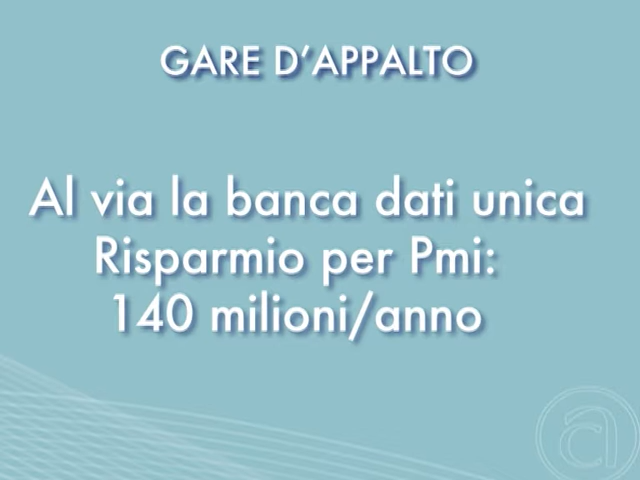 GARE D’APPALTO
Al via la banca dati unica
Risparmio per Pmi:
140 milioni/anno